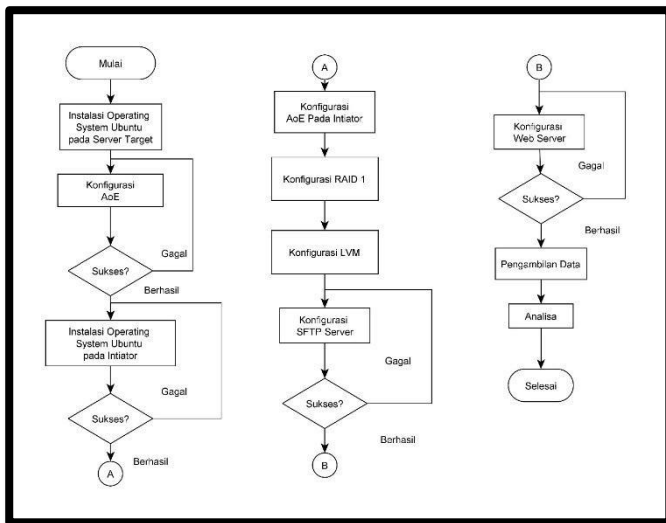 Mulai
Instalasi Operating
System Ubuntu
pada Server Target
Konfigurasi
AoE
Gagal
Sukses?
Berhasil
Instalasi Operating
System Ubuntu
pada Intiator
Gagal
Sukses?
Berhasil
A
A
Konfigurasi
AoE Pada Intiator
Konfigurasi RAID 1
Konfigurasi LVM
Konfigurasi
SFTP Server
Gagal
Sukses?
Berhasil
B
B
Konfigurasi
Web Server
Gagal
Sukses?
Berhasil
Pengambilan Data
Analisa
Selesai